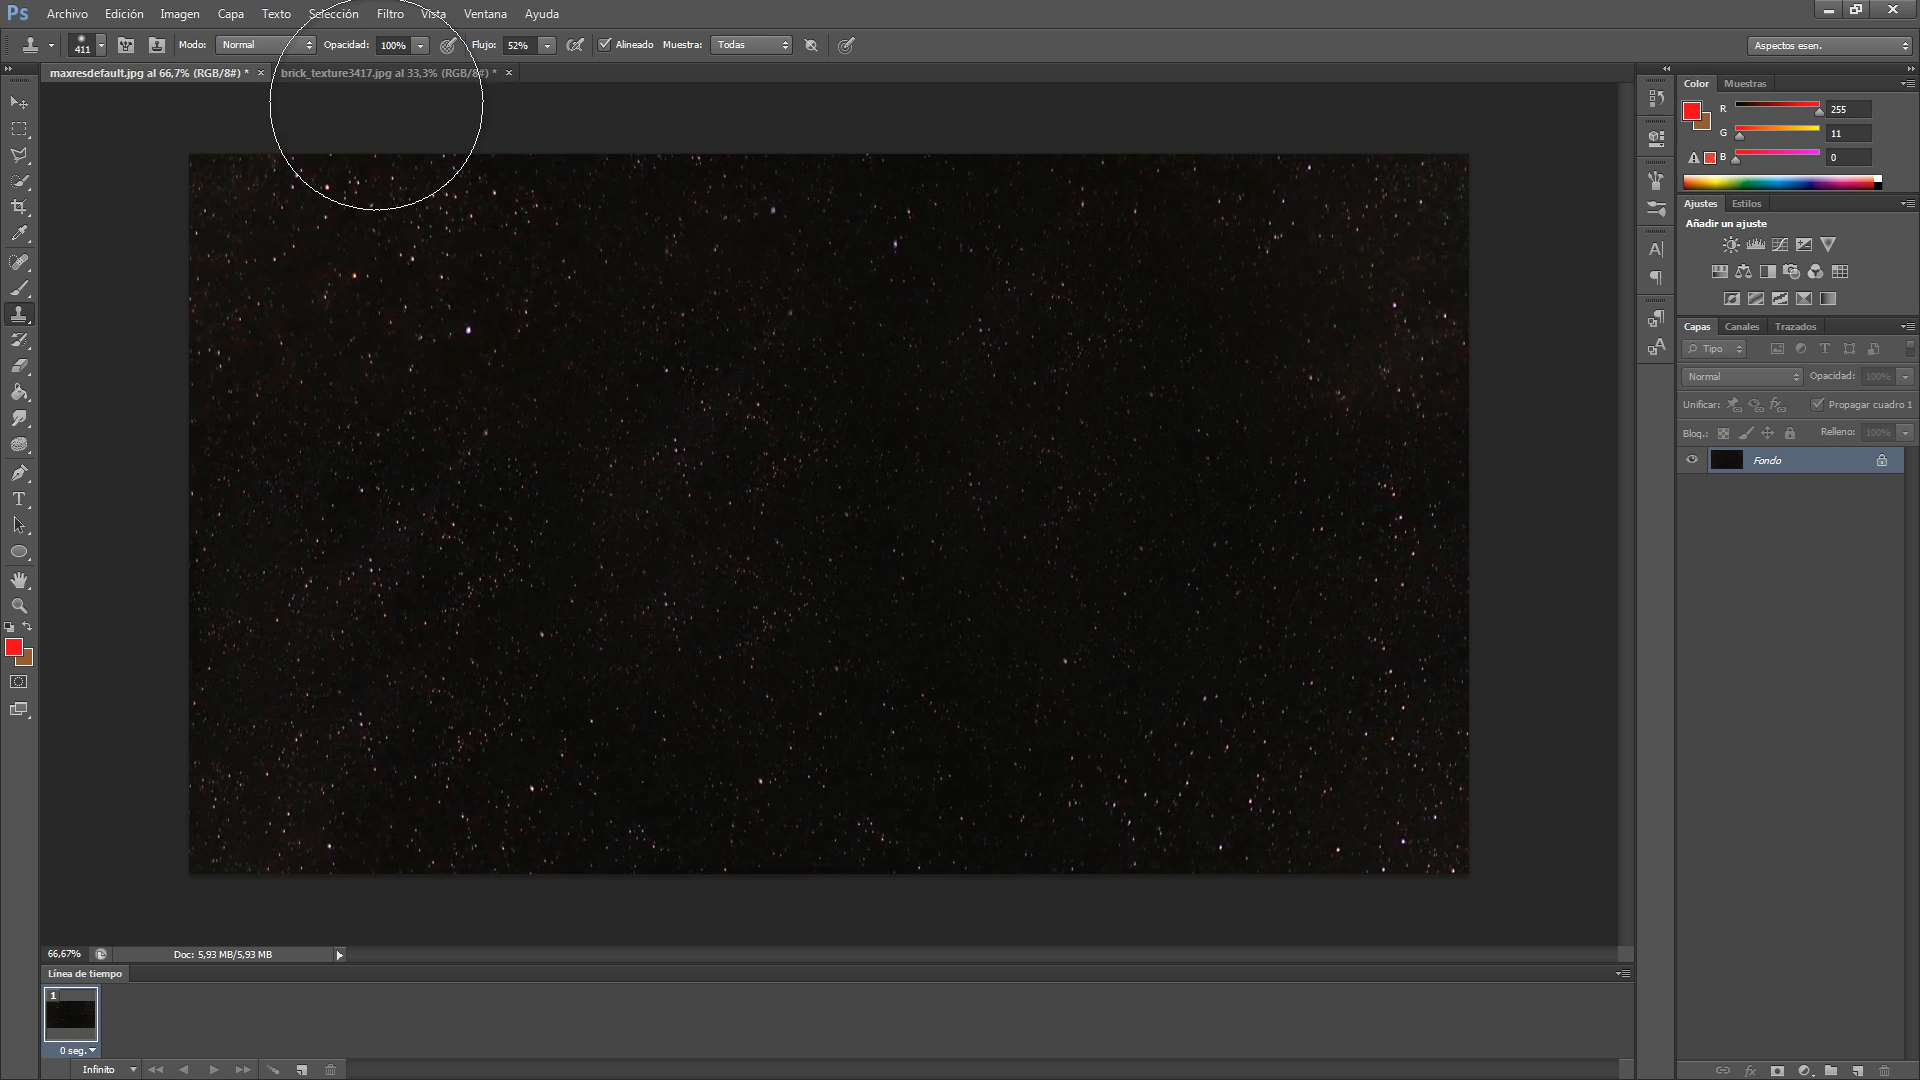 Ps Archivo Edición Imagen Capa Texto Selección Filtro Vista Ventana Ayuda
411 Modo: Normal Opacidad: 100% Flujo: 52% Alineado Muestra: Todas Aspectos esen.
maxresdefault.jpg al 66,7% (RGB/8#) * × brick_texture3417.jpg al 33,3% (RGB/8#) * ×
Color Muestras
R 255
G 11
B 0
Ajustes Estilos
Añadir un ajuste
Capas Canales Trazados
Tipo
Normal Opacidad: 100%
Unificar: Propagar cuadro 1
Bloq.: Relleno: 100%
Fondo
66,67% Doc: 5,93 MB/5,93 MB
Línea de tiempo
1
0 seg.
Infinito